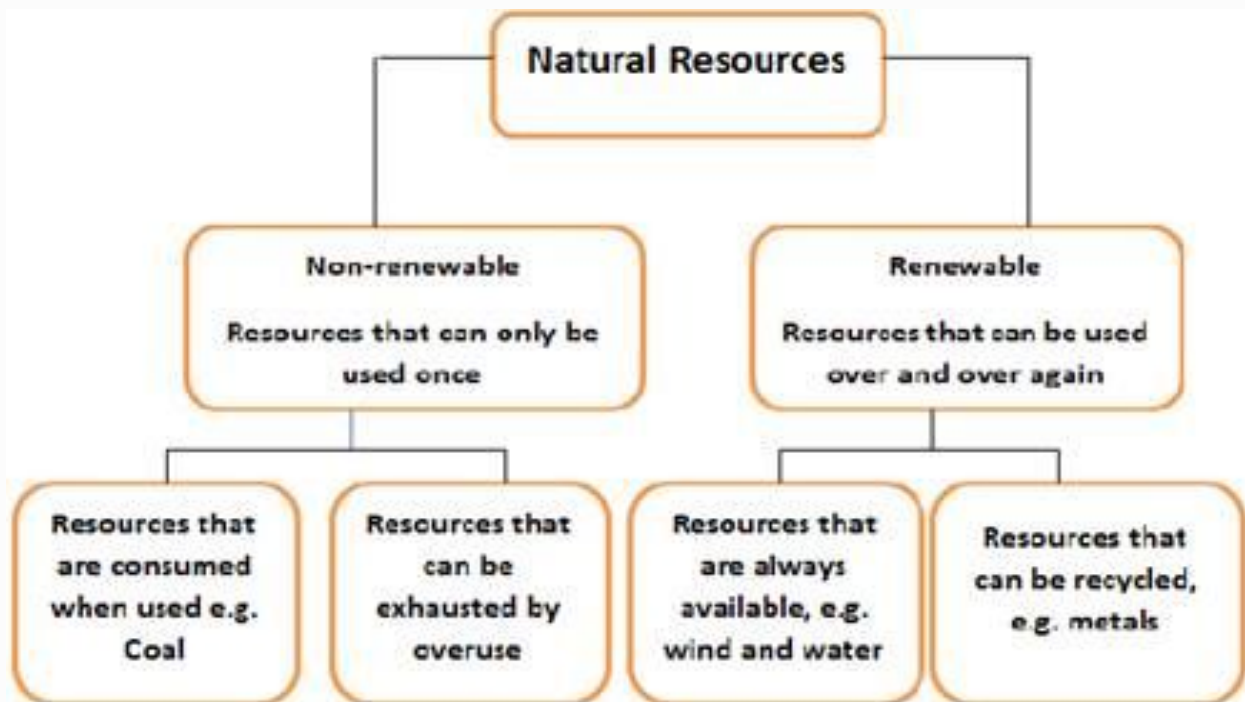 Natural Resources
Non-renewable
Resources that can only be
used once
Renewable
Resources that can be used
over and over again
Resources that
are consumed
when used e.g.
Coal
Resources that
can be
exhausted by
overuse
Resources that
are always
available, e.g.
wind and water
Resources that
can be recycled,
e.g. metals